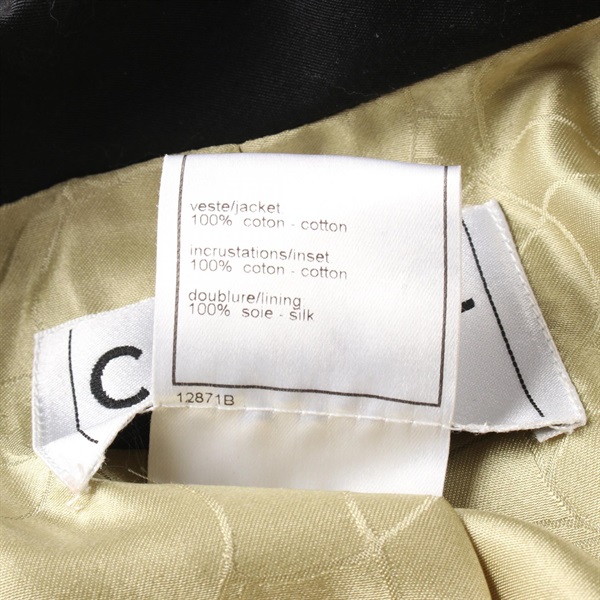 veste/jacket
100% coton - cotton
incrustations/inset
100% coton - cotton
doublure/lining
100% soie - silk
12871B
C